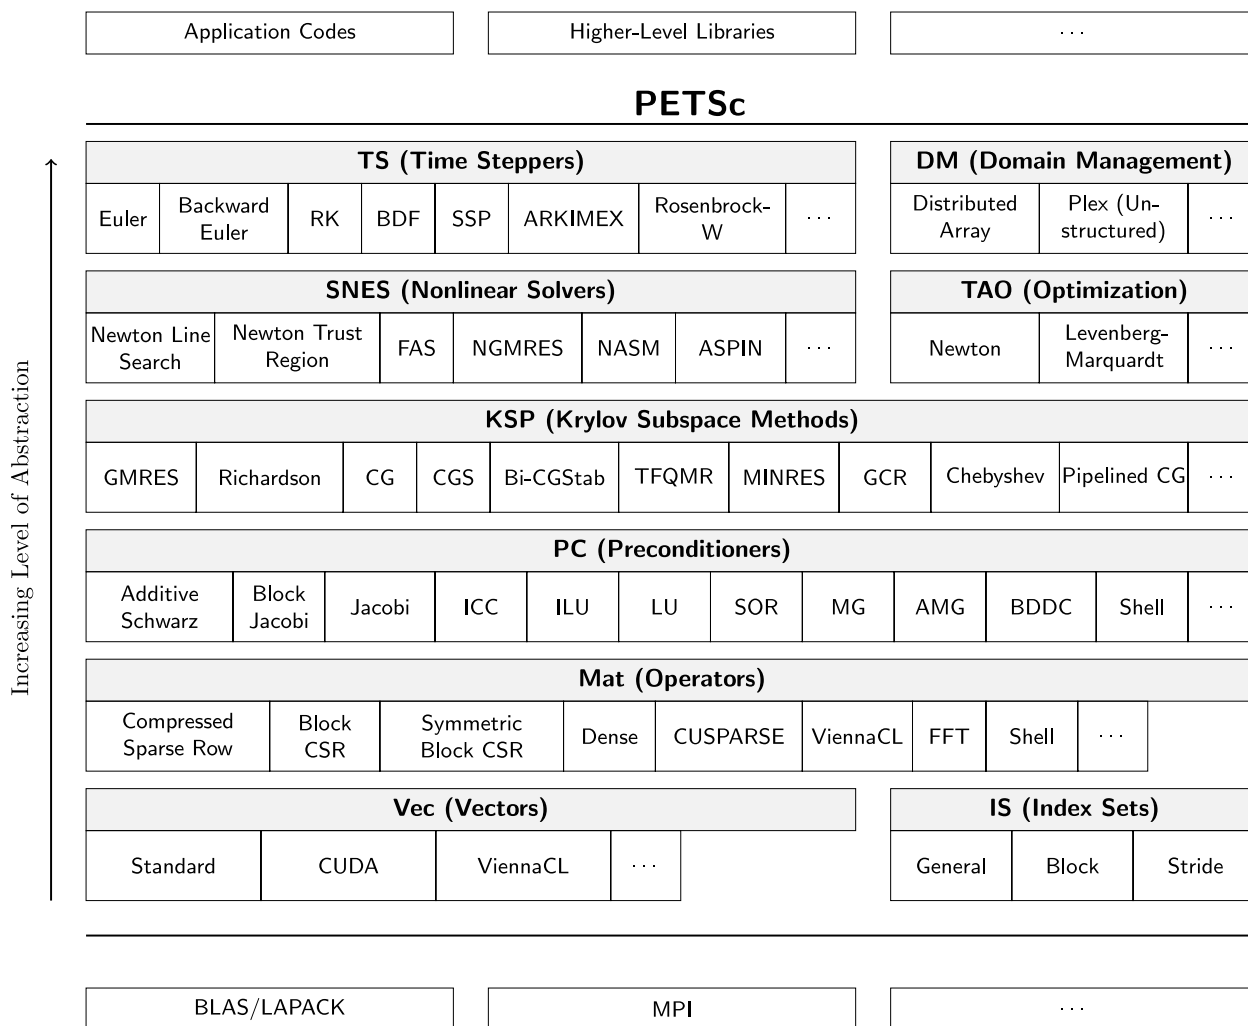 Application Codes
Higher-Level Libraries
...
PETSc
Increasing Level of Abstraction
TS (Time Steppers)
Euler
Backward
Euler
RK
BDF
SSP
ARKIMEX
Rosenbrock-
W
...
DM (Domain Management)
Distributed
Array
Plex (Un-
structured)
...
SNES (Nonlinear Solvers)
Newton Line
Search
Newton Trust
Region
FAS
NGMRES
NASM
ASPIN
...
TAO (Optimization)
Newton
Levenberg-
Marquardt
...
KSP (Krylov Subspace Methods)
GMRES
Richardson
CG
CGS
Bi-CGStab
TFQMR
MINRES
GCR
Chebyshev
Pipelined CG
...
PC (Preconditioners)
Additive
Schwarz
Block
Jacobi
Jacobi
ICC
ILU
LU
SOR
MG
AMG
BDDC
Shell
...
Mat (Operators)
Compressed
Sparse Row
Block
CSR
Symmetric
Block CSR
Dense
CUSPARSE
ViennaCL
FFT
Shell
...
Vec (Vectors)
Standard
CUDA
ViennaCL
...
IS (Index Sets)
General
Block
Stride
BLAS/LAPACK
MPI
...